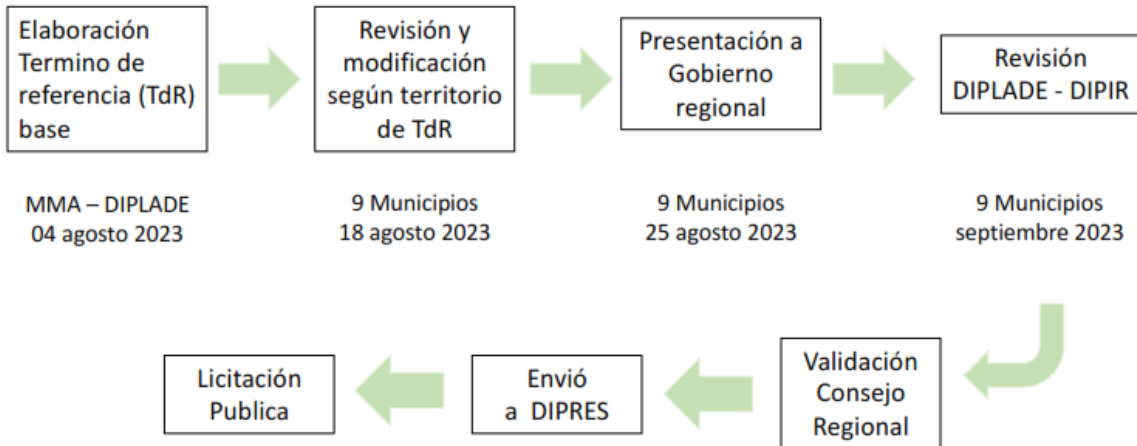 Elaboración
Termino de
referencia (TdR)
base
Revisión y
modificación
según territorio
de TdR
Presentación a
Gobierno
regional
Revisión
DIPLADE - DIPIR
MMA – DIPLADE
04 agosto 2023
9 Municipios
18 agosto 2023
9 Municipios
25 agosto 2023
9 Municipios
septiembre 2023
Validación
Consejo
Regional
Envió
a DIPRES
Licitación
Publica